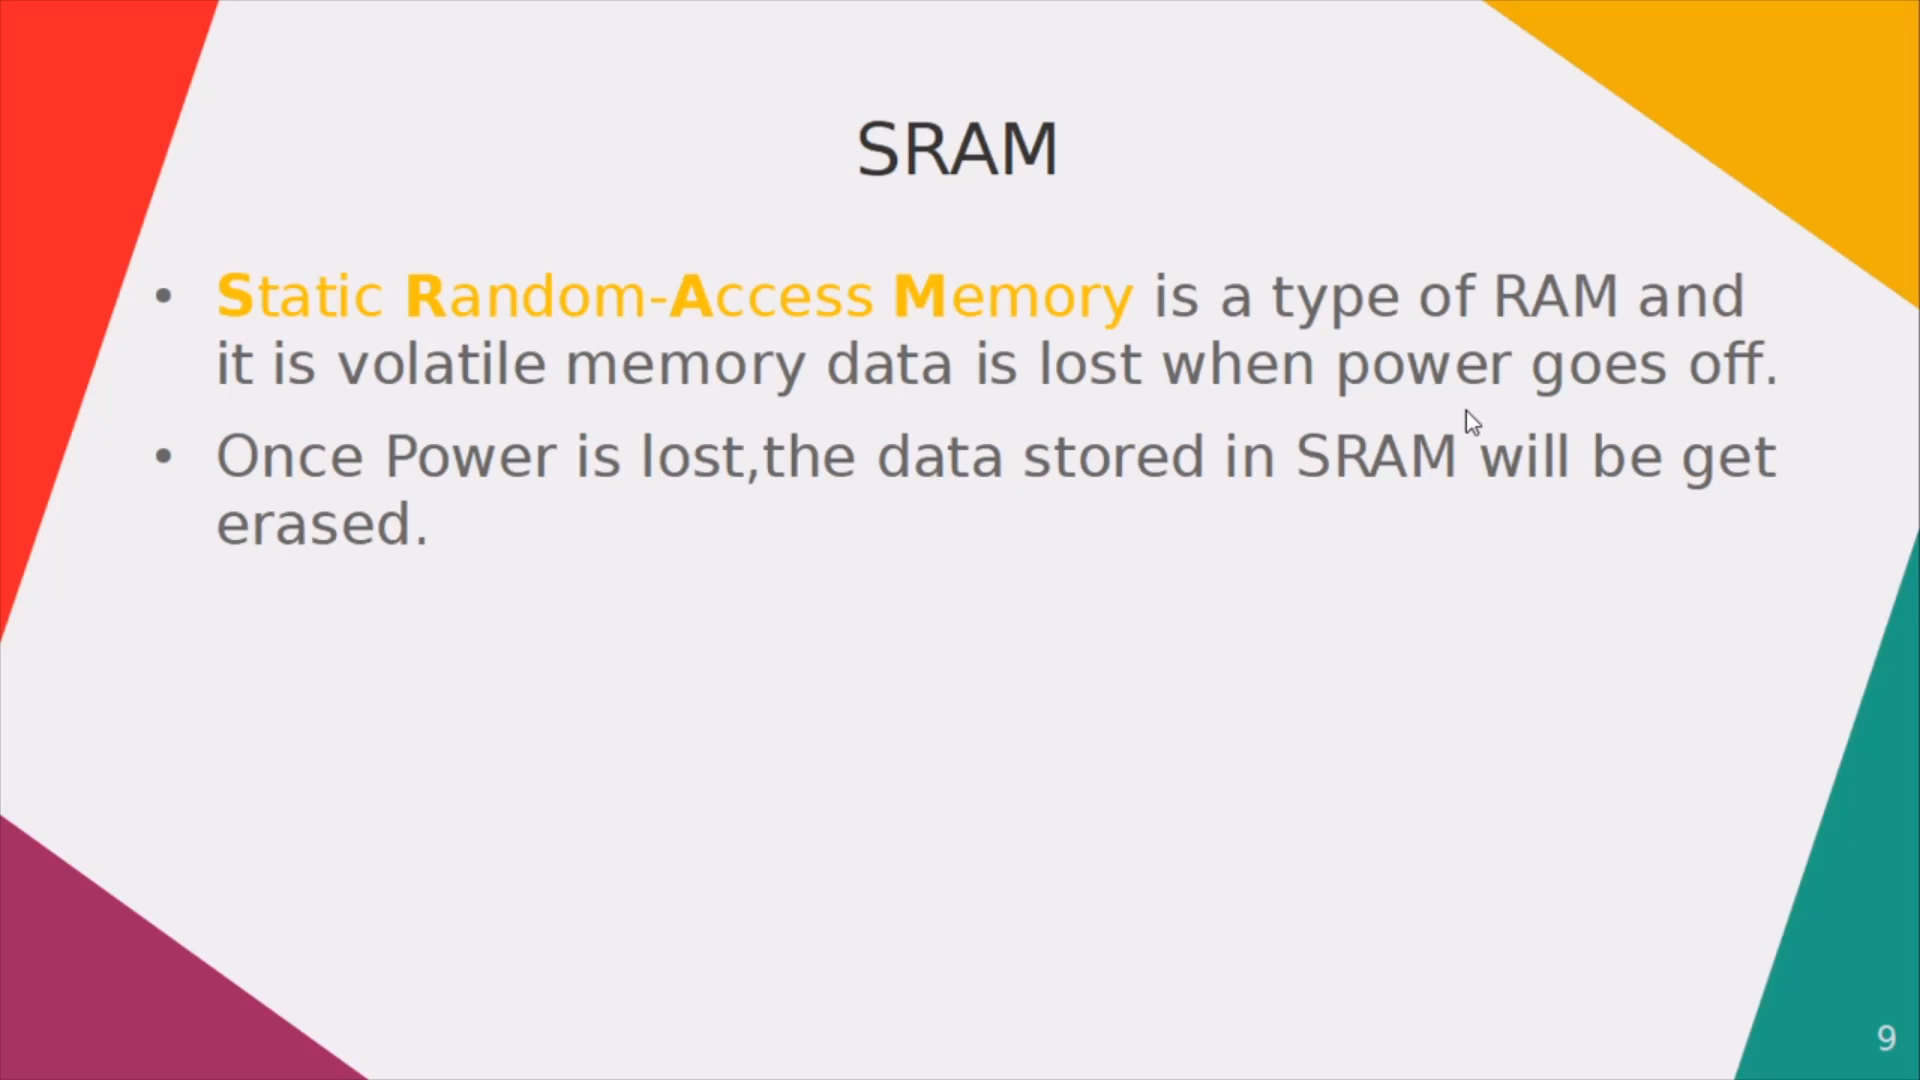 SRAM
• Static Random-Access Memory is a type of RAM and
it is volatile memory data is lost when power goes off.
• Once Power is lost,the data stored in SRAM will be get
erased.
9